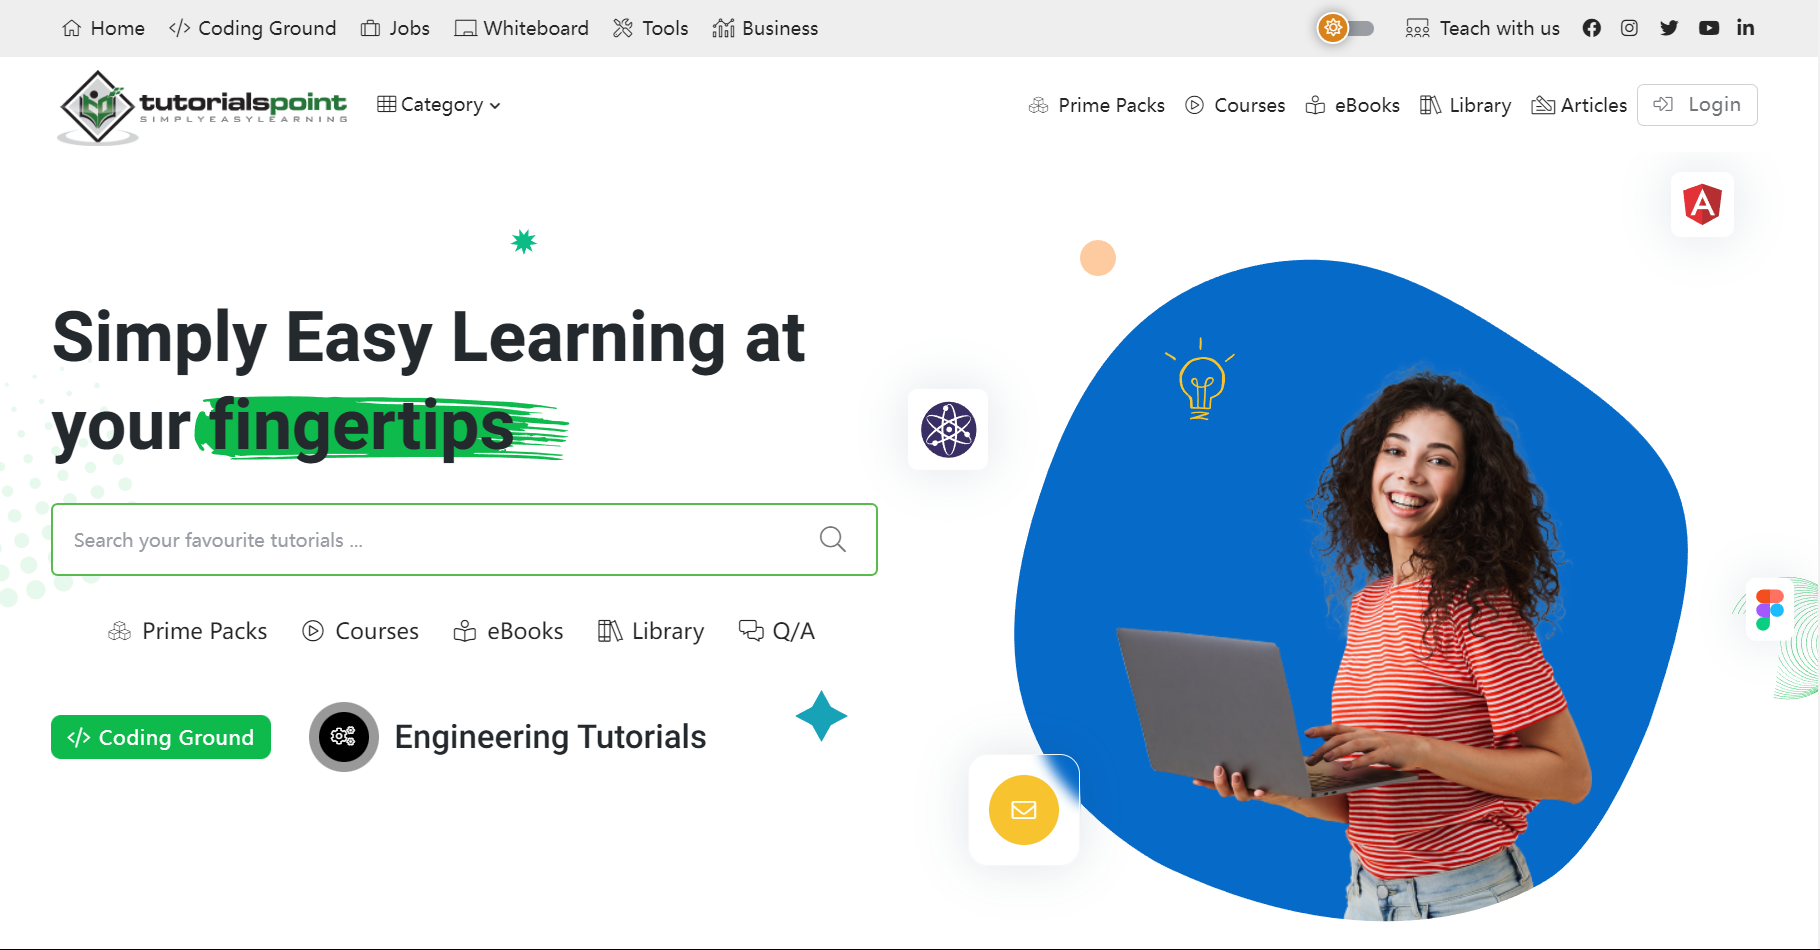 Home Coding Ground Jobs Whiteboard Tools Business Teach with us
tutorialspoint
SIMPLYEASYLEARNING
Category
Prime Packs Courses eBooks Library Articles Login
Simply Easy Learning at
your fingertips
Search your favourite tutorials ...
Prime Packs Courses eBooks Library Q/A
</> Coding Ground
Engineering Tutorials